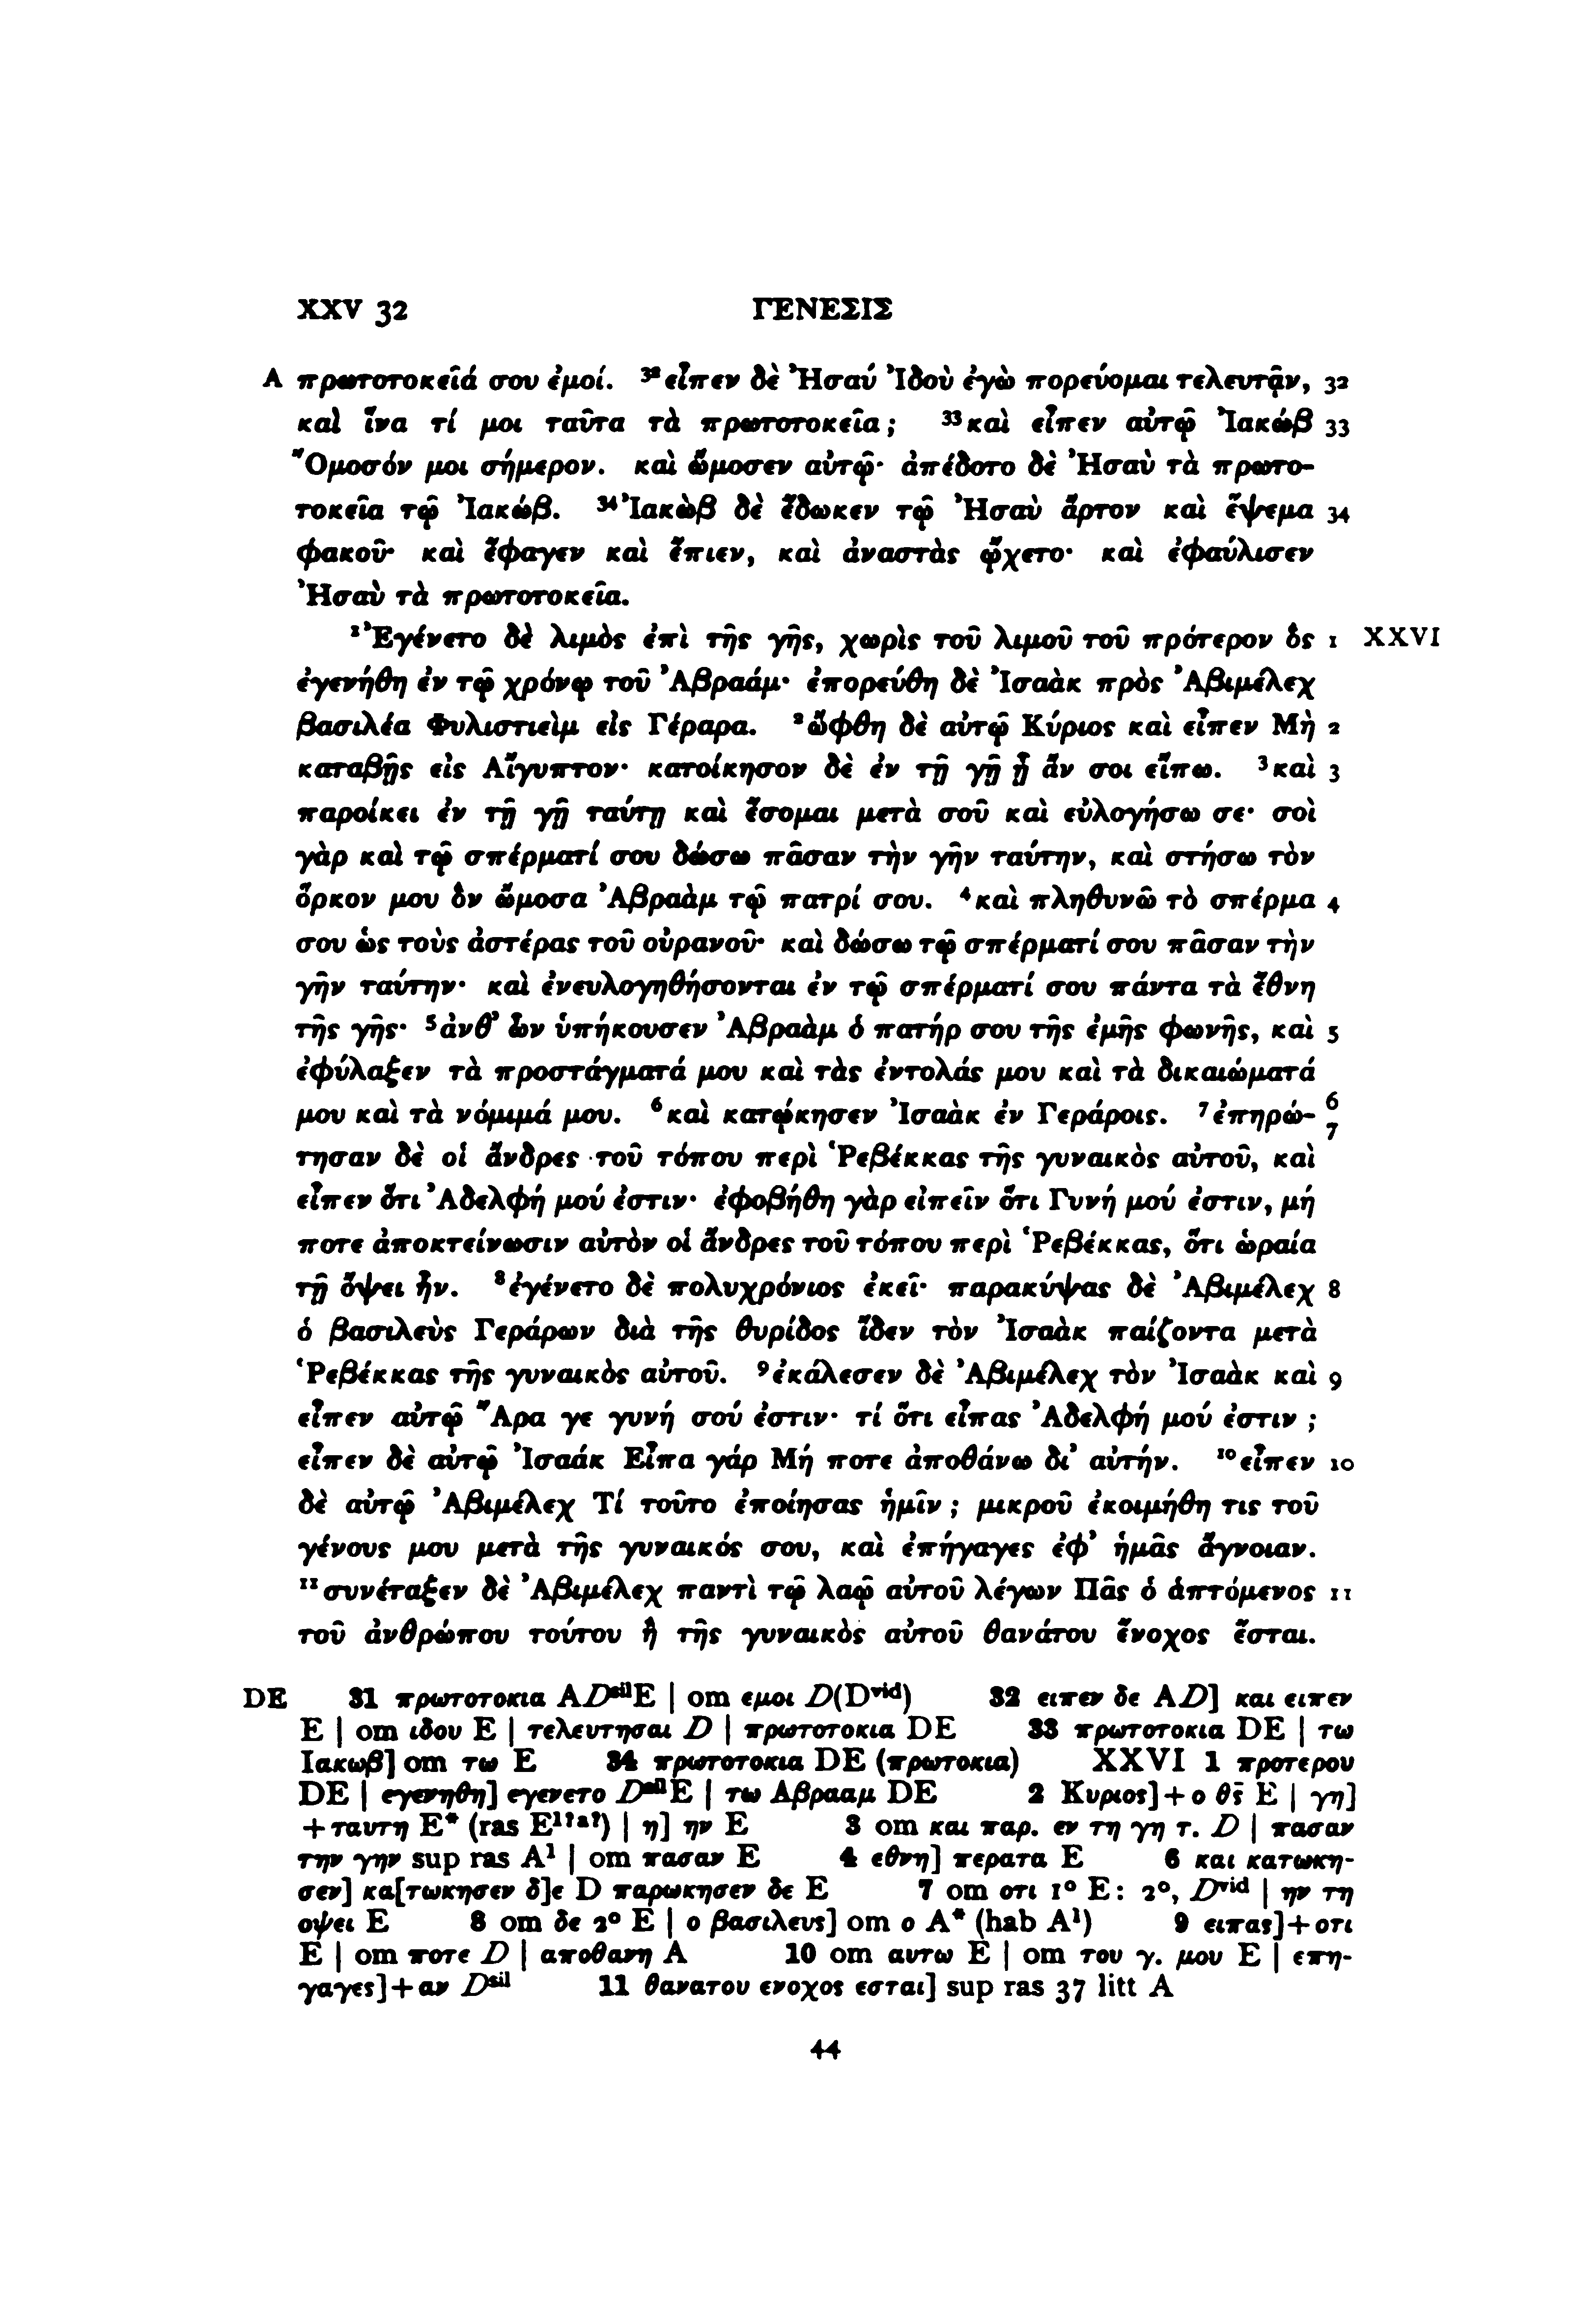 XXV 32 ΓΕΝΕΣΙΣ
A πρωτοτοκεῖά σου ἐμοί. ³²εἶπεν δὲ Ἠσαύ Ἰδοὺ ἐγὼ πορεύομαι τελευτᾷν, 32
καὶ ἵνα τί μοι ταῦτα τὰ πρωτοτοκεῖα; ³³καὶ εἶπεν αὐτῷ Ἰακώβ 33
Ὄμοσόν μοι σήμερον. καὶ ὤμοσεν αὐτῷ· ἀπέδοτο δὲ Ἠσαὺ τὰ πρωτο-
τοκεῖα τῷ Ἰακώβ. ³⁴Ἰακὼβ δὲ ἔδωκεν τῷ Ἠσαὺ ἄρτον καὶ ἕψεμα 34
φακοῦ· καὶ ἔφαγεν καὶ ἔπιεν, καὶ ἀναστὰς ᾤχετο· καὶ ἐφαύλισεν
Ἠσαὺ τὰ πρωτοτοκεῖα.
¹Ἐγένετο δὲ λιμὸς ἐπὶ τῆς γῆς, χωρὶς τοῦ λιμοῦ τοῦ πρότερον ὃς 1 XXVI
ἐγενήθη ἐν τῷ χρόνῳ τοῦ Ἀβραάμ· ἐπορεύθη δὲ Ἰσαὰκ πρὸς Ἀβιμέλεχ
βασιλέα Φυλιστιεὶμ εἰς Γέραρα. ²ὤφθη δὲ αὐτῷ Κύριος καὶ εἶπεν Μὴ 2
καταβῇς εἰς Αἴγυπτον· κατοίκησον δὲ ἐν τῇ γῇ ᾗ ἄν σοι εἴπω. ³καὶ 3
παροίκει ἐν τῇ γῇ ταύτῃ καὶ ἔσομαι μετὰ σοῦ καὶ εὐλογήσω σε· σοὶ
γὰρ καὶ τῷ σπέρματί σου δώσω πᾶσαν τὴν γῆν ταύτην, καὶ στήσω τὸν
ὅρκον μου ὃν ὤμοσα Ἀβραὰμ τῷ πατρί σου. ⁴καὶ πληθυνῶ τὸ σπέρμα 4
σου ὡς τοὺς ἀστέρας τοῦ οὐρανοῦ· καὶ δώσω τῷ σπέρματί σου πᾶσαν τὴν
γῆν ταύτην· καὶ ἐνευλογηθήσονται ἐν τῷ σπέρματί σου πάντα τὰ ἔθνη
τῆς γῆς· ⁵ἀνθ’ ὧν ὑπήκουσεν Ἀβραὰμ ὁ πατήρ σου τῆς ἐμῆς φωνῆς, καὶ 5
ἐφύλαξεν τὰ προστάγματά μου καὶ τὰς ἐντολάς μου καὶ τὰ δικαιώματά
μου καὶ τὰ νόμιμά μου. ⁶καὶ κατῴκησεν Ἰσαὰκ ἐν Γεράροις. ⁷ἐπηρώ- 6 7
τησαν δὲ οἱ ἄνδρες τοῦ τόπου περὶ Ῥεβέκκας τῆς γυναικὸς αὐτοῦ, καὶ
εἶπεν ὅτι Ἀδελφή μού ἐστιν· ἐφοβήθη γὰρ εἰπεῖν ὅτι Γυνή μού ἐστιν, μή
ποτε ἀποκτείνωσιν αὐτὸν οἱ ἄνδρες τοῦ τόπου περὶ Ῥεβέκκας, ὅτι ὡραία
τῇ ὄψει ἦν. ⁸ἐγένετο δὲ πολυχρόνιος ἐκεῖ· παρακύψας δὲ Ἀβιμέλεχ 8
ὁ βασιλεὺς Γεράρων διὰ τῆς θυρίδος ἴδεν τὸν Ἰσαὰκ παίζοντα μετὰ
Ῥεβέκκας τῆς γυναικὸς αὐτοῦ. ⁹ἐκάλεσεν δὲ Ἀβιμέλεχ τὸν Ἰσαὰκ καὶ 9
εἶπεν αὐτῷ Ἄρα γε γυνή σού ἐστιν· τί ὅτι εἶπας Ἀδελφή μού ἐστιν;
εἶπεν δὲ αὐτῷ Ἰσαάκ Εἶπα γάρ Μή ποτε ἀποθάνω δι’ αὐτήν. ¹⁰εἶπεν 10
δὲ αὐτῷ Ἀβιμέλεχ Τί τοῦτο ἐποίησας ἡμῖν; μικροῦ ἐκοιμήθη τις τοῦ
γένους μου μετὰ τῆς γυναικός σου, καὶ ἐπήγαγες ἐφ’ ἡμᾶς ἄγνοιαν.
¹¹συνέταξεν δὲ Ἀβιμέλεχ παντὶ τῷ λαῷ αὐτοῦ λέγων Πᾶς ὁ ἁπτόμενος 11
τοῦ ἀνθρώπου τούτου ἢ τῆς γυναικὸς αὐτοῦ θανάτου ἔνοχος ἔσται.
DE 31 πρωτοτοκια ADˢⁱˡE | om εμοι D(Dᵛⁱᵈ) 32 ειπεν δε AD] και ειπεν
E | om ιδου E | τελευτησαι D | πρωτοτοκια DE 33 πρωτοτοκια DE | τω
Ιακωβ] om τω E 34 πρωτοτοκια DE (πρωτοκια) XXVI 1 προτερου
DE | εγενηθη] εγενετο DˢⁱˡE | τω Αβρααμ DE 2 Κυριος]+ο θς̄ E | γη]
+ταυτη E* (ras E¹ˀᵃˀ) | η] ην E 3 om και παρ. εν τη γη τ. D | πασαν
την γην sup ras A¹ | om πασαν E 4 εθνη] περατα E 6 και κατωκη-
σεν] κα[τωκησεν δ]ε D παρωκησεν δε E 7 om οτι 1° E: 2°, Dᵛⁱᵈ | ην τη
οψει E 8 om δε 2° E | ο βασιλευς] om ο A* (hab A¹) 9 ειπας]+οτι
E | om ποτε D | αποθανη A 10 om αυτω E | om του γ. μου E | επη-
γαγες]+αν Dˢⁱˡ 11 θανατου ενοχος εσται] sup ras 37 litt A
44